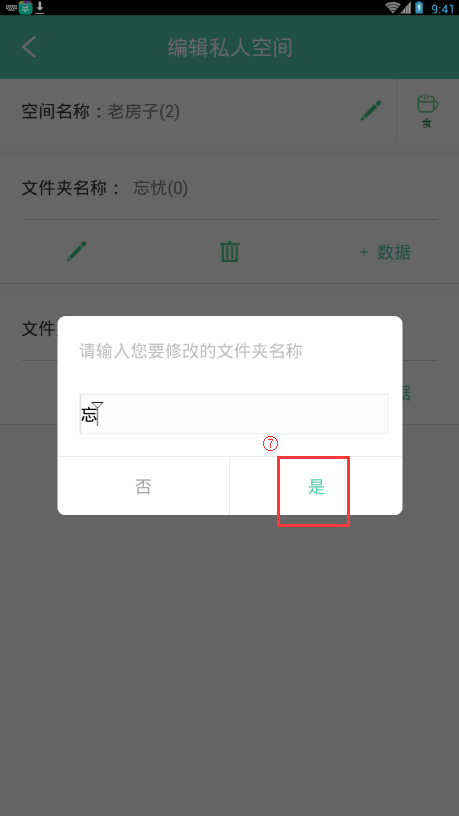 9:41
编辑私人空间
空间名称：老房子(2)
食
文件夹名称： 忘忧(0)
+ 数据
文件
请输入您要修改的文件夹名称
据
忘
⑦
否
是